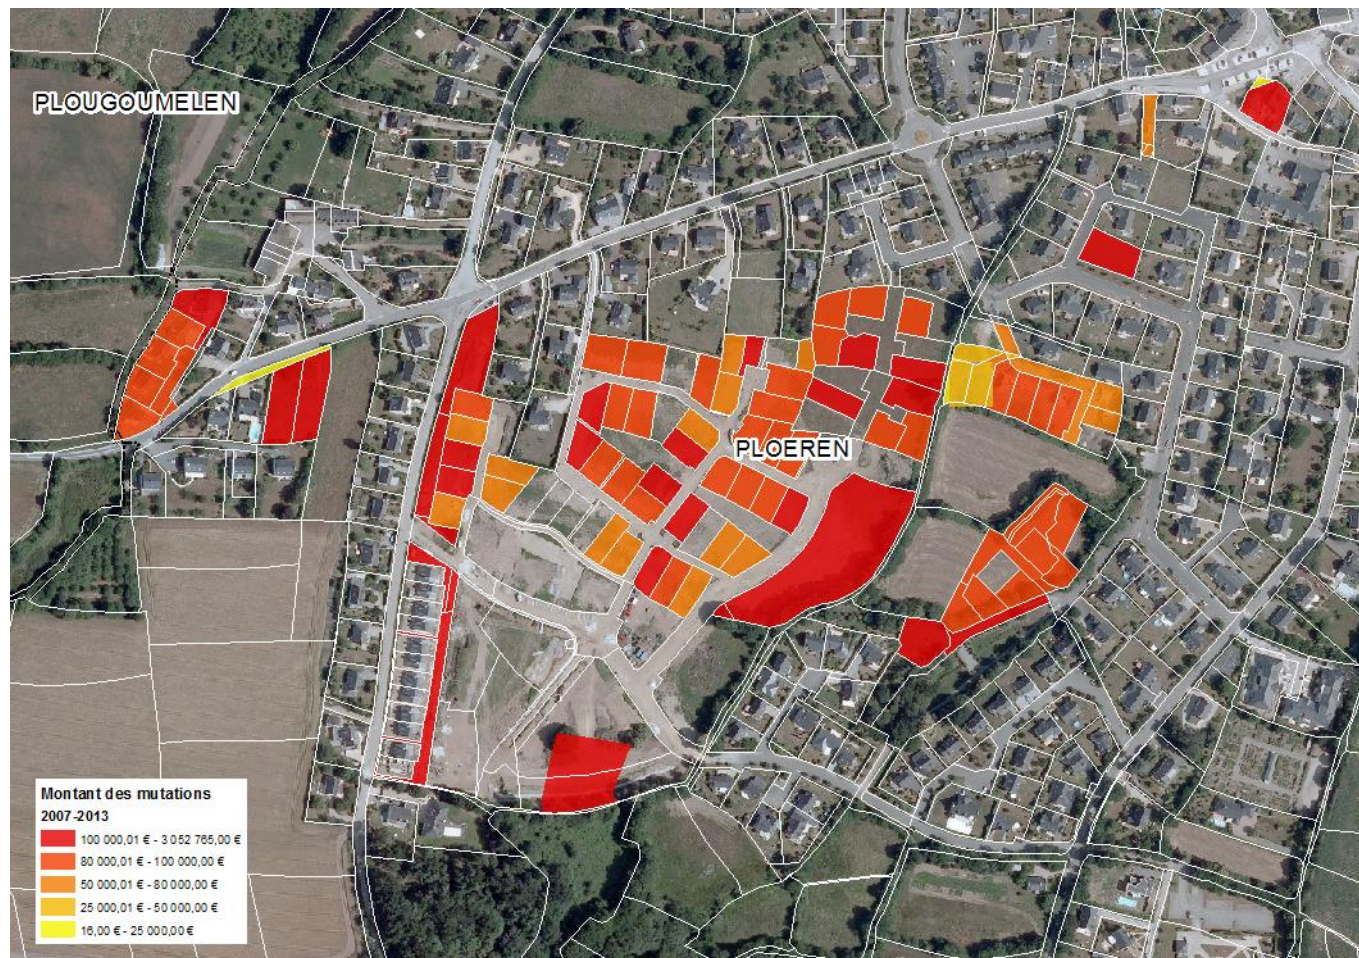 PLOUGOUMELEN
PLOEREN
Montant des mutations
2007-2013
100 000,01 € - 3 052 765,00 €
80 000,01 € - 100 000,00 €
50 000,01 € - 80 000,00 €
25 000,01 € - 50 000,00 €
16,00 € - 25 000,00 €